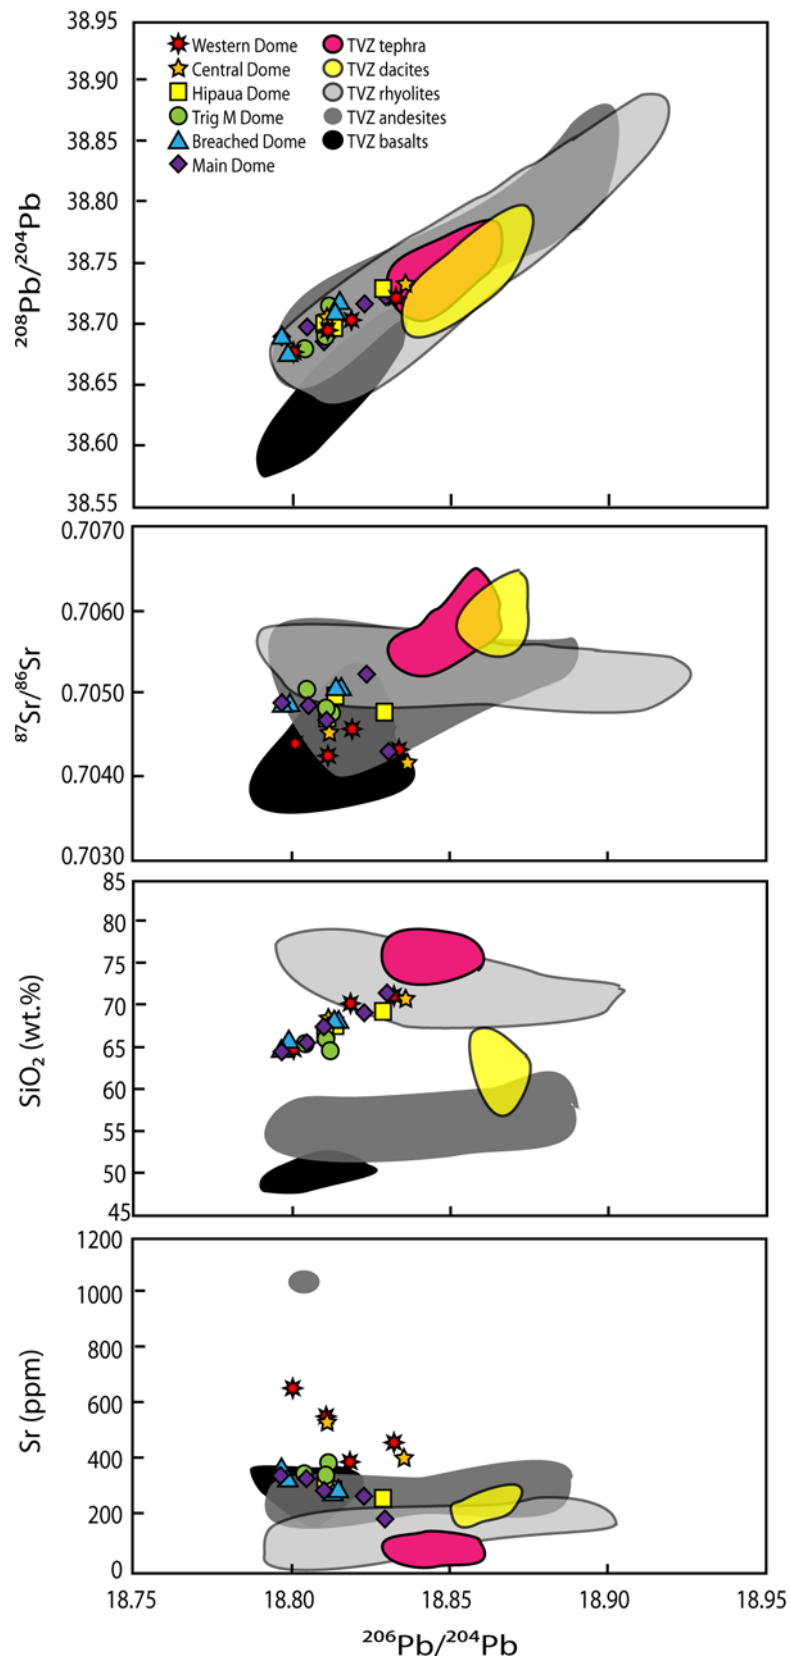 38.95
38.90
38.85
38.80
38.75
38.70
38.65
38.60
38.55
²⁰⁸Pb/²⁰⁴Pb
Western Dome
Central Dome
Hipaua Dome
Trig M Dome
Breached Dome
Main Dome
TVZ tephra
TVZ dacites
TVZ rhyolites
TVZ andesites
TVZ basalts
0.7070
0.7060
0.7050
0.7040
0.7030
⁸⁷Sr/⁸⁶Sr
85
80
75
70
65
60
55
50
45
SiO₂ (wt.%)
1200
1000
800
600
400
200
0
Sr (ppm)
18.75
18.80
18.85
18.90
18.95
²⁰⁶Pb/²⁰⁴Pb